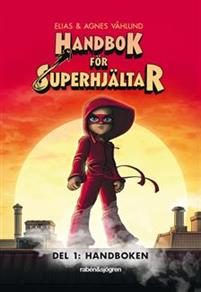 ELIAS & AGNES VÅHLUND
HANDBOK
FÖR
SUPERHJÄLTAR
DEL 1: HANDBOKEN
rabén&sjögren